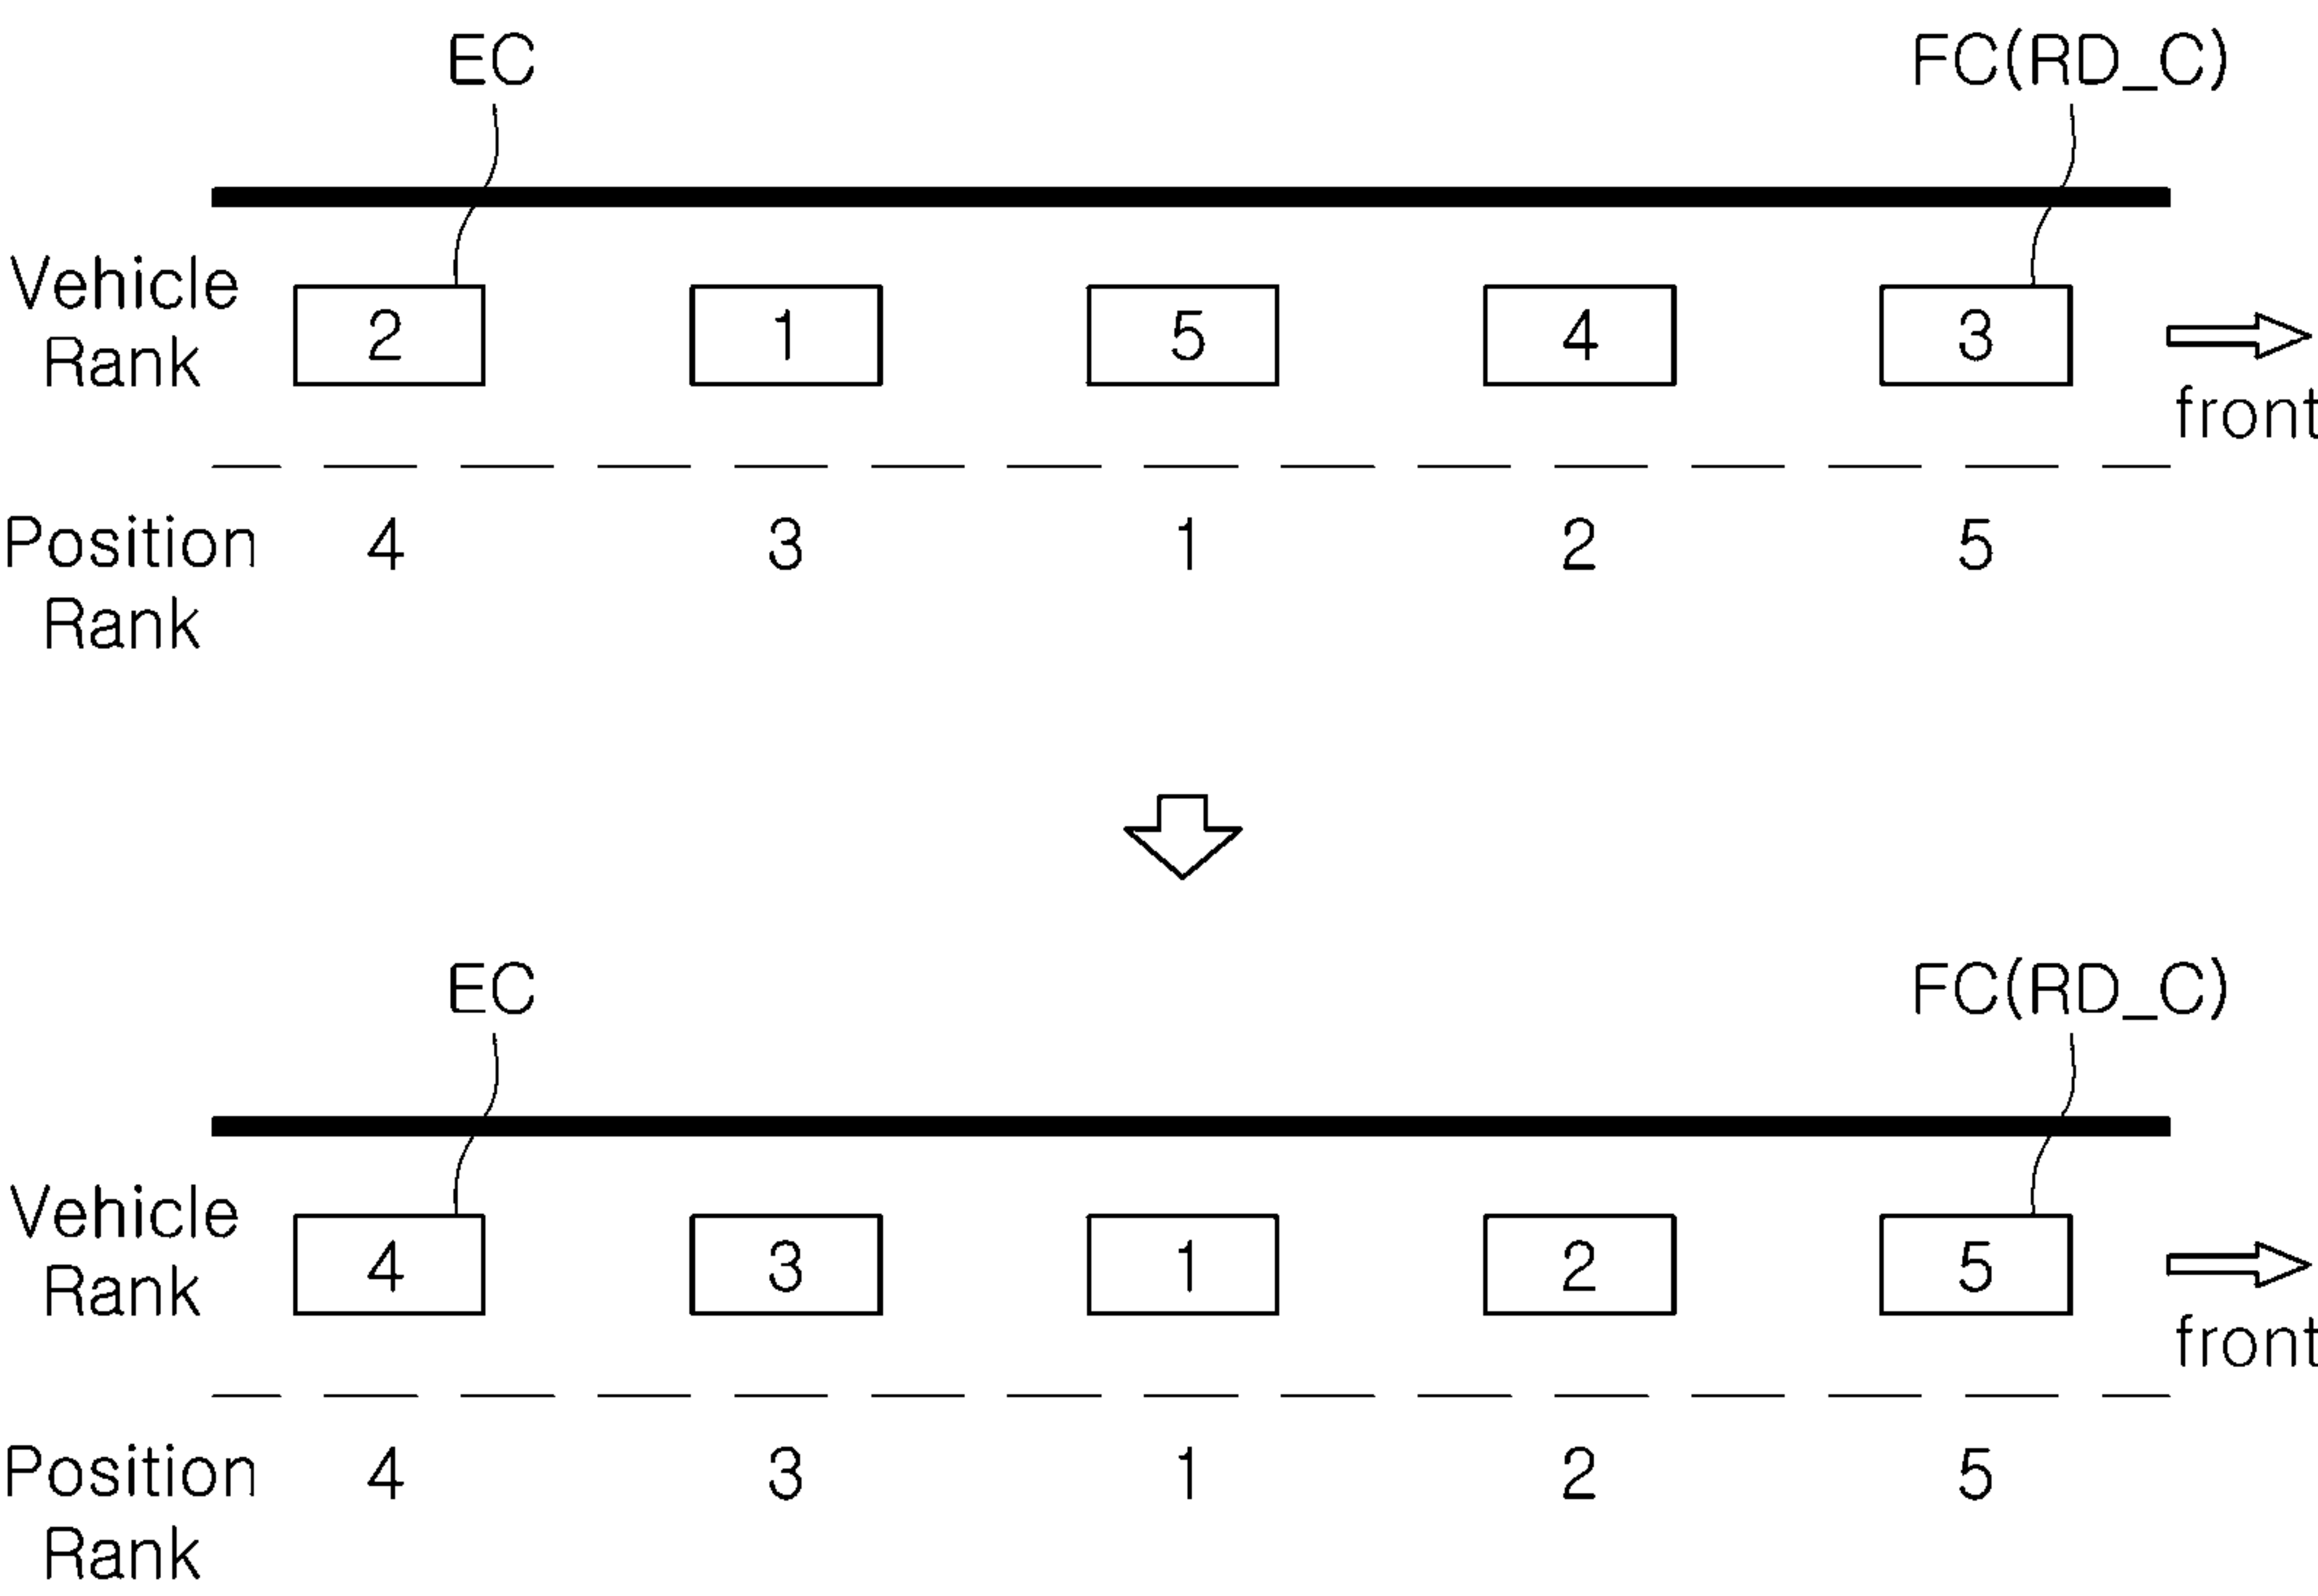 EC FC(RD_C)
Vehicle
Rank
2 1 5 4 3
front
Position
Rank
4 3 1 2 5
EC FC(RD_C)
Vehicle
Rank
4 3 1 2 5
front
Position
Rank
4 3 1 2 5